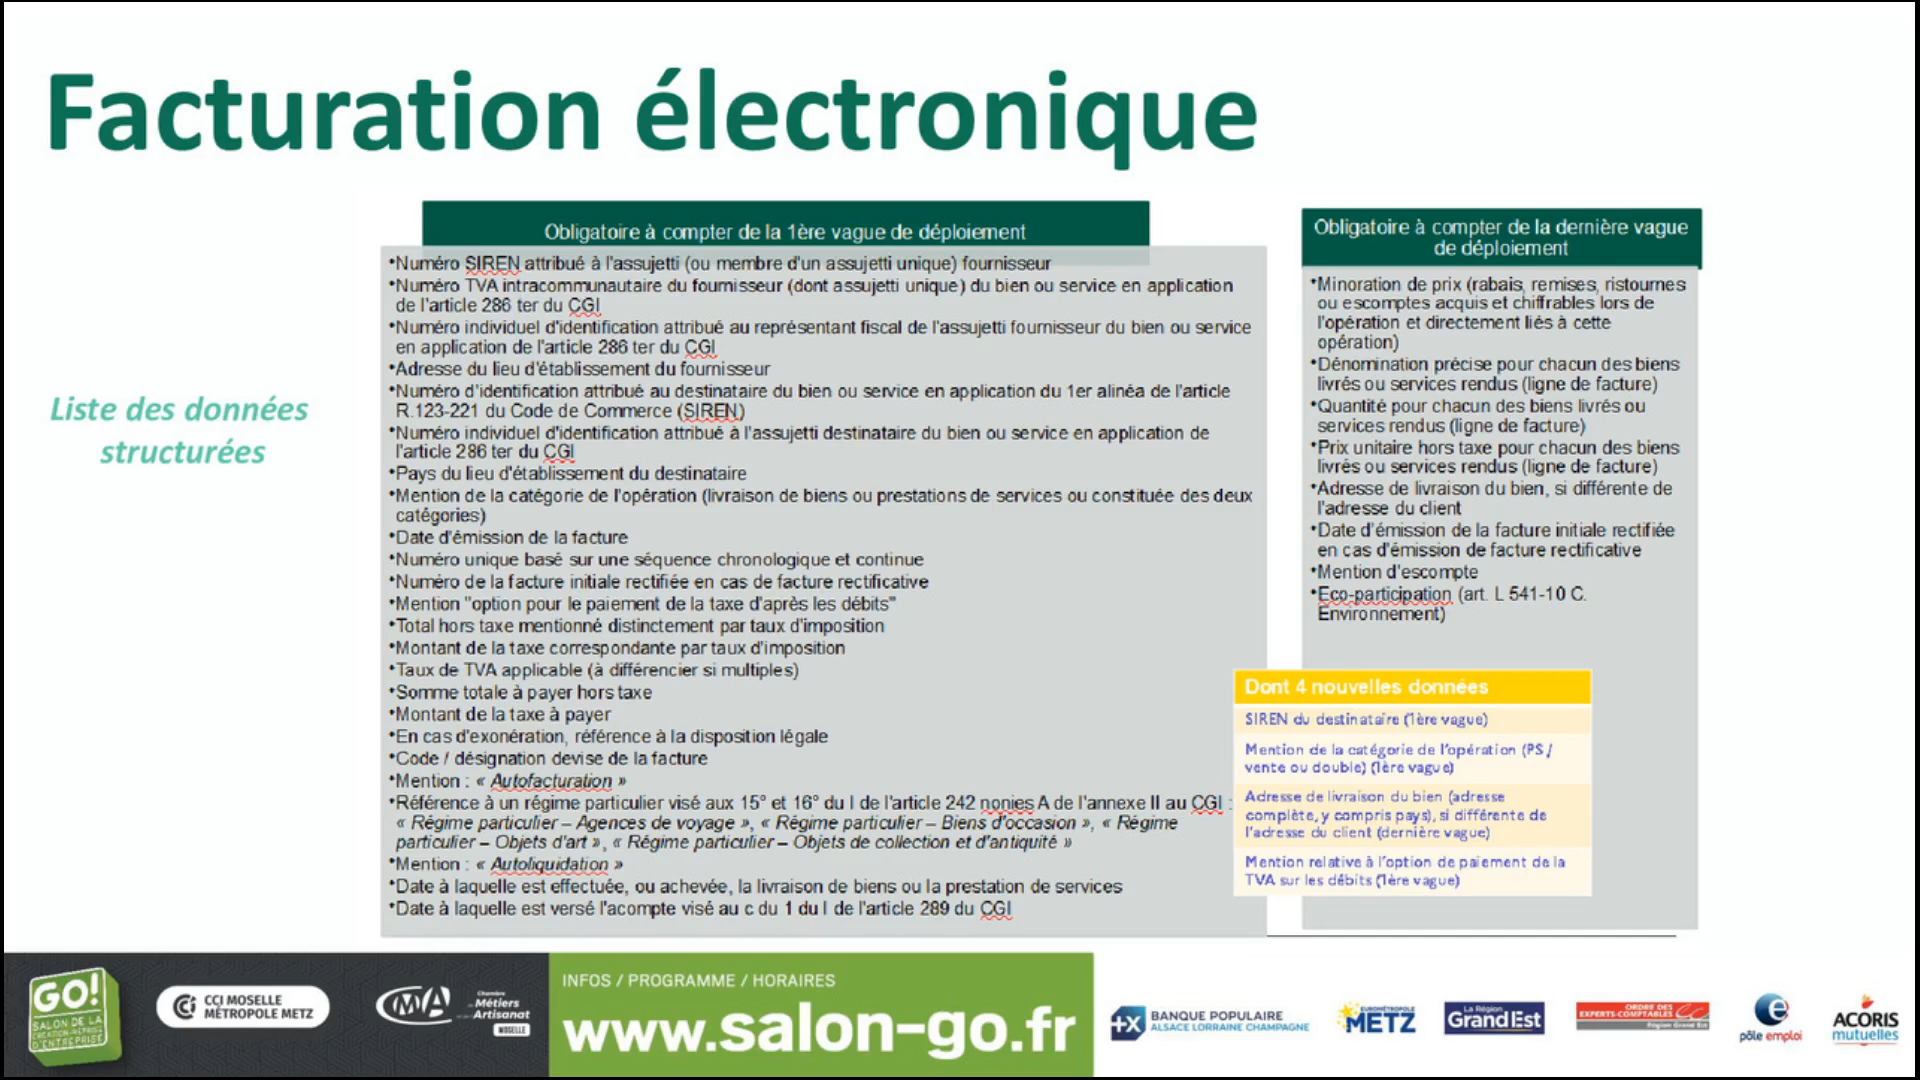 Facturation électronique
Liste des données
structurées
Obligatoire à compter de la 1ère vague de déploiement
•Numéro SIREN attribué à l'assujetti (ou membre d'un assujetti unique) fournisseur
•Numéro TVA intracommunautaire du fournisseur (dont assujetti unique) du bien ou service en application
de l'article 286 ter du CGI
•Numéro individuel d'identification attribué au représentant fiscal de l'assujetti fournisseur du bien ou service
en application de l'article 286 ter du CGI
•Adresse du lieu d'établissement du fournisseur
•Numéro d'identification attribué au destinataire du bien ou service en application du 1er alinéa de l'article
R.123-221 du Code de Commerce (SIREN)
•Numéro individuel d'identification attribué à l'assujetti destinataire du bien ou service en application de
l'article 286 ter du CGI
•Pays du lieu d'établissement du destinataire
•Mention de la catégorie de l'opération (livraison de biens ou prestations de services ou constituée des deux
catégories)
•Date d'émission de la facture
•Numéro unique basé sur une séquence chronologique et continue
•Numéro de la facture initiale rectifiée en cas de facture rectificative
•Mention "option pour le paiement de la taxe d'après les débits"
•Total hors taxe mentionné distinctement par taux d'imposition
•Montant de la taxe correspondante par taux d'imposition
•Taux de TVA applicable (à différencier si multiples)
•Somme totale à payer hors taxe
•Montant de la taxe à payer
•En cas d'exonération, référence à la disposition légale
•Code / désignation devise de la facture
•Mention : « Autofacturation »
•Référence à un régime particulier visé aux 15° et 16° du I de l'article 242 nonies A de l'annexe II au CGI :
« Régime particulier – Agences de voyage », « Régime particulier – Biens d'occasion », « Régime
particulier – Objets d'art », « Régime particulier – Objets de collection et d'antiquité »
•Mention : « Autoliquidation »
•Date à laquelle est effectuée, ou achevée, la livraison de biens ou la prestation de services
•Date à laquelle est versé l'acompte visé au c du 1 du I de l'article 289 du CGI
Obligatoire à compter de la dernière vague
de déploiement
•Minoration de prix (rabais, remises, ristournes
ou escomptes acquis et chiffrables lors de
l'opération et directement liés à cette
opération)
•Dénomination précise pour chacun des biens
livrés ou services rendus (ligne de facture)
•Quantité pour chacun des biens livrés ou
services rendus (ligne de facture)
•Prix unitaire hors taxe pour chacun des biens
livrés ou services rendus (ligne de facture)
•Adresse de livraison du bien, si différente de
l'adresse du client
•Date d'émission de la facture initiale rectifiée
en cas d'émission de facture rectificative
•Mention d'escompte
•Eco-participation (art. L 541-10 C.
Environnement)
Dont 4 nouvelles données
SIREN du destinataire (1ère vague)
Mention de la catégorie de l'opération (PS /
vente ou double) (1ère vague)
Adresse de livraison du bien (adresse
complète, y compris pays), si différente de
l'adresse du client (dernière vague)
Mention relative à l'option de paiement de la
TVA sur les débits (1ère vague)
GO!
SALON DE LA
CRÉATION-REPRISE
D'ENTREPRISE
CCI MOSELLE
MÉTROPOLE METZ
CMA
Chambre
de Métiers
et de l'Artisanat
MOSELLE
INFOS / PROGRAMME / HORAIRES
www.salon-go.fr
+X BANQUE POPULAIRE
ALSACE LORRAINE CHAMPAGNE
EUROMÉTROPOLE
METZ
La Région
GrandEst
ORDRE DES
EXPERTS-COMPTABLES
Région Grand Est
pôle emploi
ACORIS
mutuelles